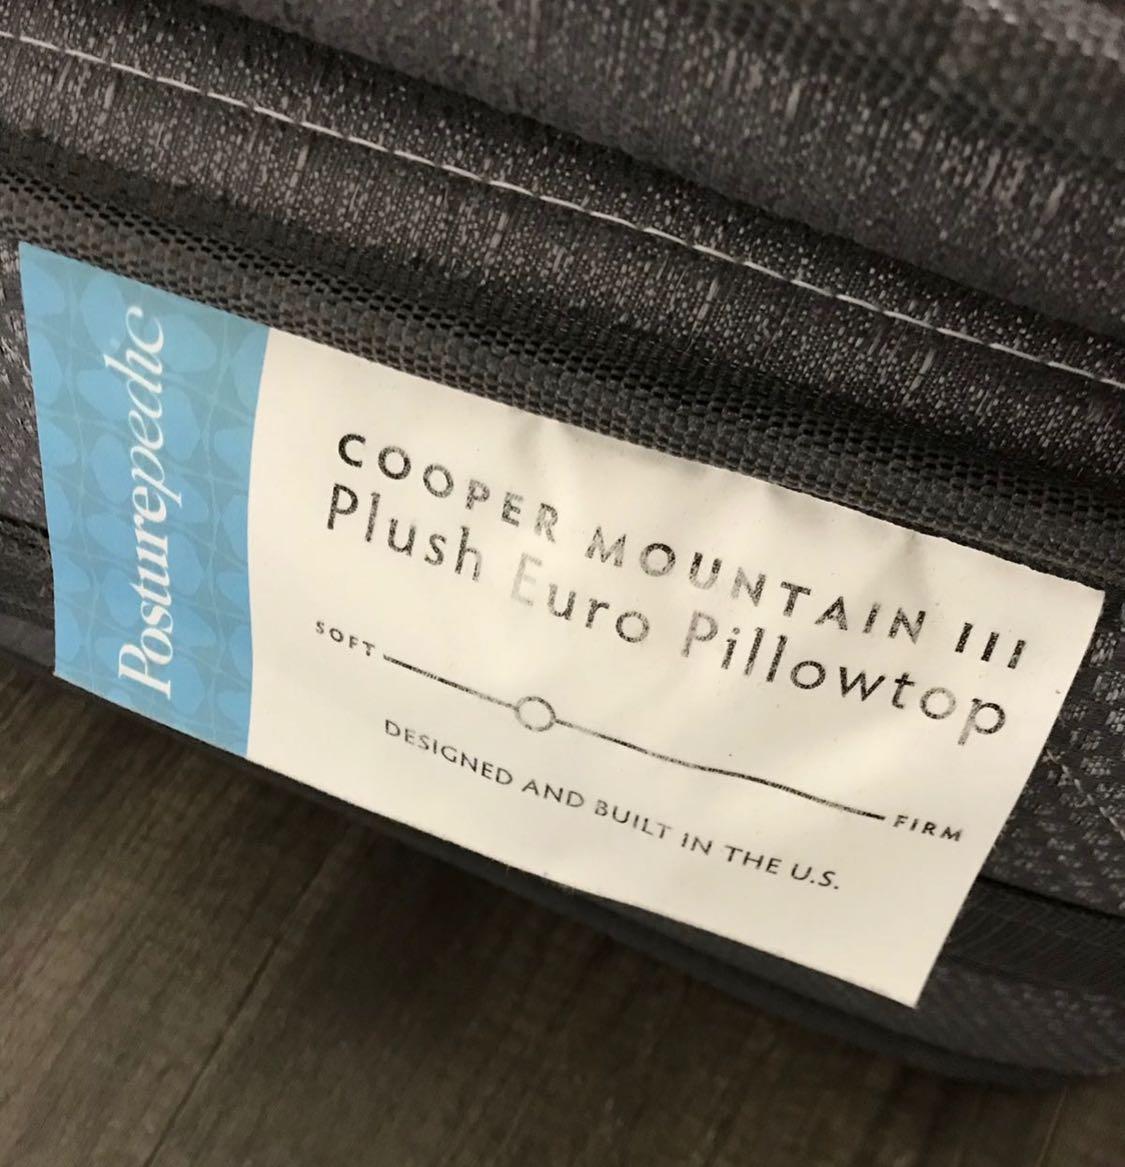 Posturepedic
COOPER MOUNTAIN III
Plush Euro Pillowtop
SOFT FIRM
DESIGNED AND BUILT IN THE U.S.